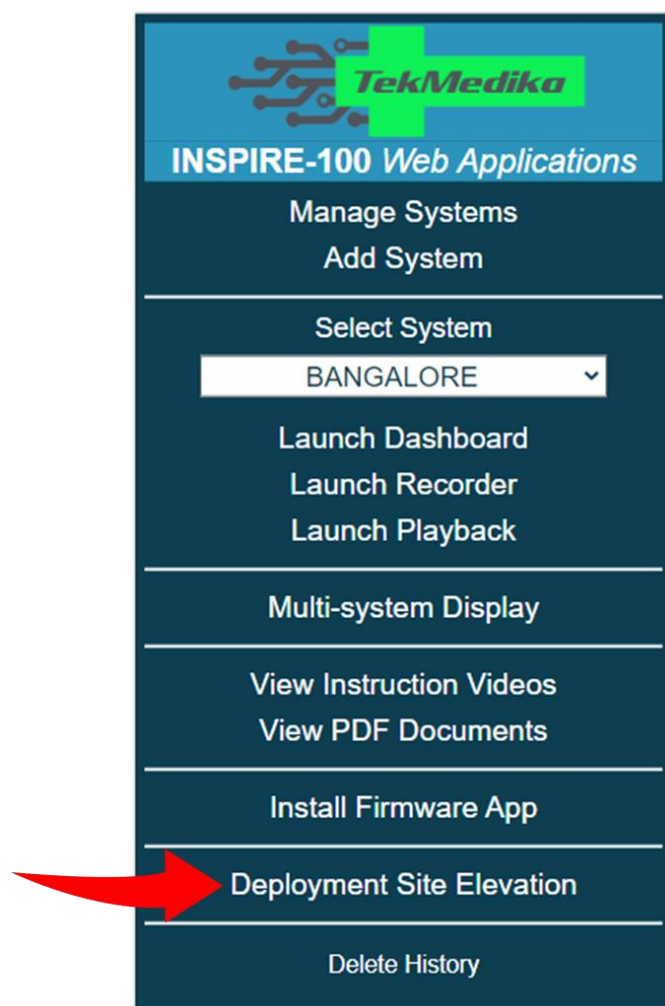 TekMedika
INSPIRE-100 Web Applications
Manage Systems
Add System
Select System
BANGALORE
Launch Dashboard
Launch Recorder
Launch Playback
Multi-system Display
View Instruction Videos
View PDF Documents
Install Firmware App
Deployment Site Elevation
Delete History